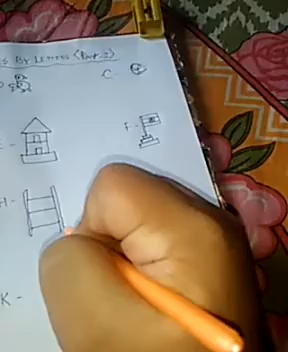 BY LETTERS (Part-2)
C-
F-
H-
K-